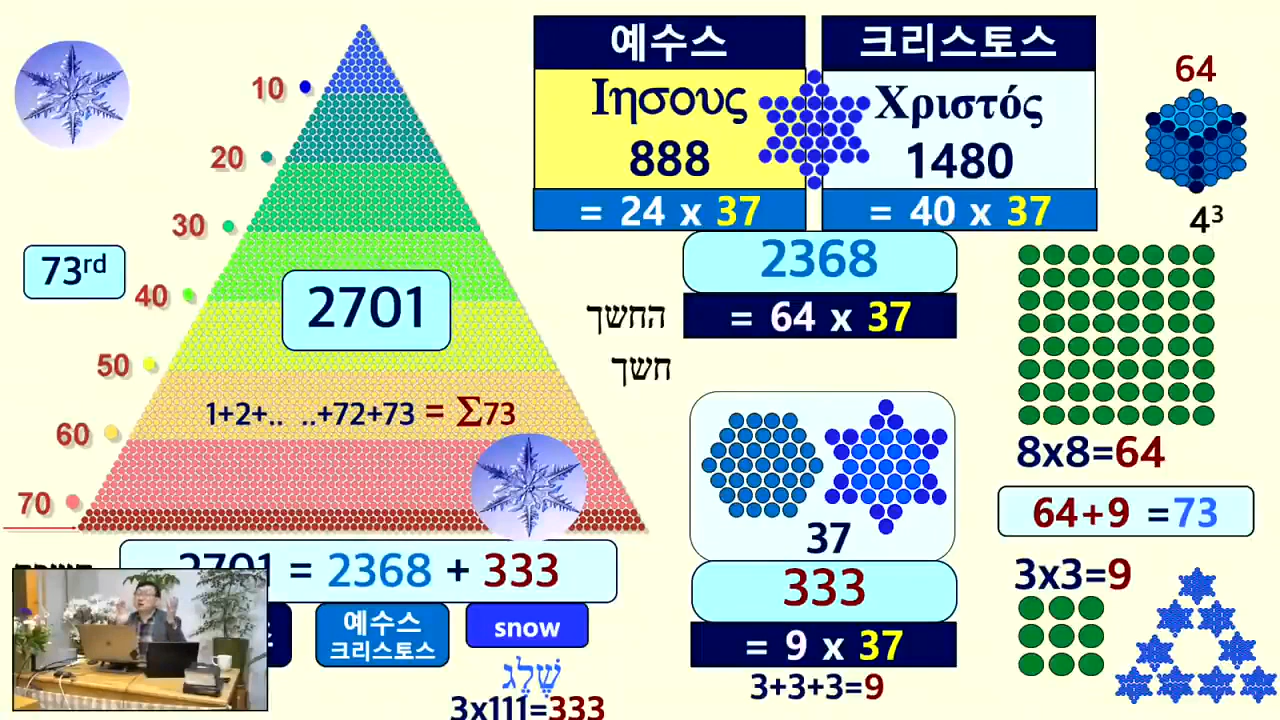 10
20
30
73rd
40
2701
50
1+2+.. ..+72+73 = Σ73
60
70
2701 = 2368 + 333
예수스
크리스토스
snow
שֶׁלֶג
3x111=333
예수스
Ιησους
888
= 24 x 37
크리스토스
Χριστός
1480
= 40 x 37
2368
= 64 x 37
החשך
חשך
37
333
= 9 x 37
3+3+3=9
64
4³
8x8=64
64+9 =73
3x3=9